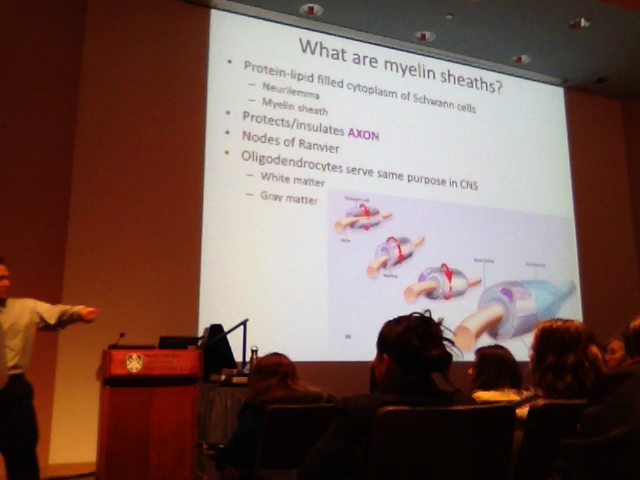 What are myelin sheaths?
• Protein-lipid filled cytoplasm of Schwann cells
– Neurilemma
– Myelin sheath
• Protects/insulates AXON
• Nodes of Ranvier
• Oligodendrocytes serve same purpose in CNS
– White matter
– Gray matter